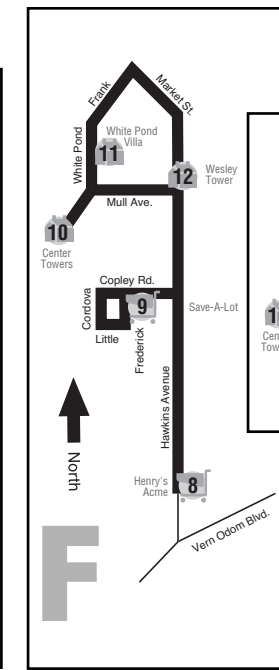 Frank
Market St.
White Pond
11
White Pond
Villa
12
Wesley
Tower
Mull Ave.
10
Center
Towers
Copley Rd.
Cordova
9
Save-A-Lot
Little
Frederick
Hawkins Avenue
North
Henry's
Acme
8
Vern Odom Blvd.
F